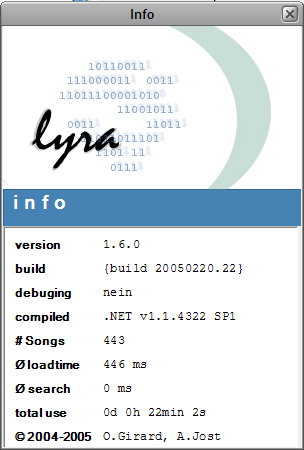 Info
10110011
111000011 0011
11011100001010
11001011
0011 11011
lyra
1011101
1101 11
0111
info
version 1.6.0
build {build 20050220.22}
debuging nein
compiled .NET v1.1.4322 SP1
# Songs 443
Ø loadtime 446 ms
Ø search 0 ms
total use 0d 0h 22min 2s
© 2004-2005 O.Girard, A.Jost